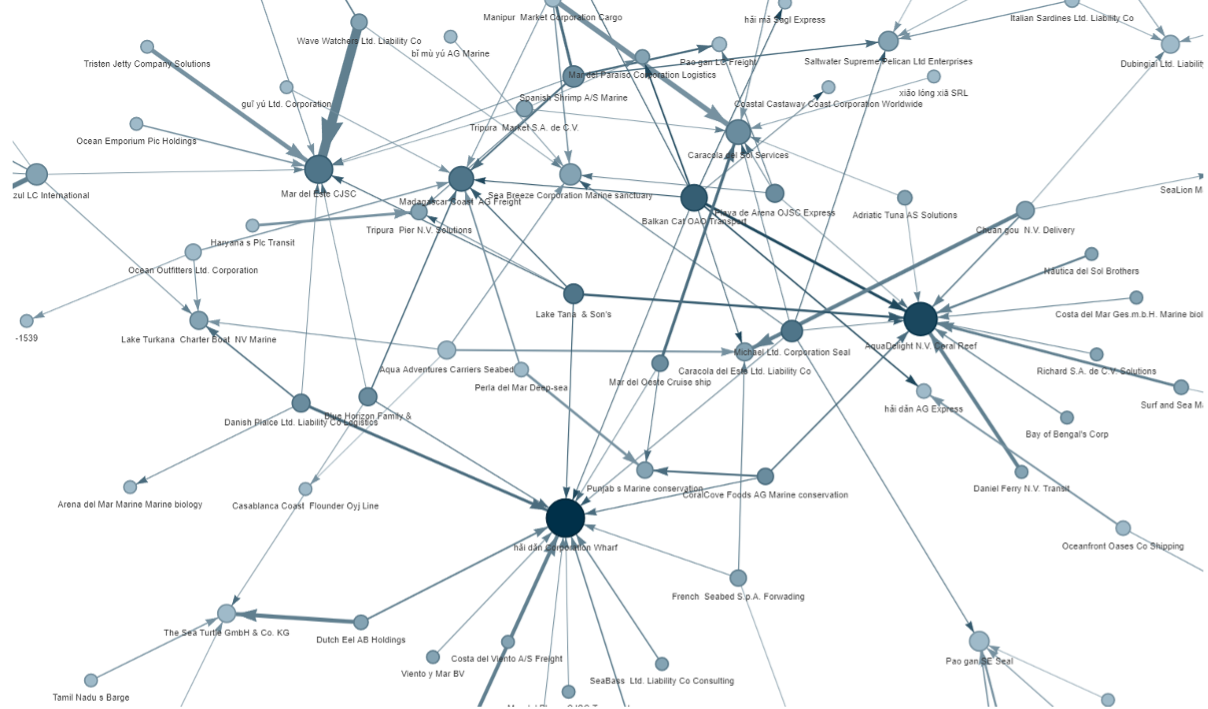 Manipur Market Corporation Cargo
hǎi mǎ Sagl Express
Italian Sardines Ltd. Liability Co
Wave Watchers Ltd. Liability Co
bǐ mù yú AG Marine
Tristen Jetty Company Solutions
Pao gan LC Freight
Saltwater Supreme Pelican Ltd Enterprises
Dubingiai Ltd. Liability
Mar del Paraíso Corporation Logistics
guī yú Ltd. Corporation
Spanish Shrimp A/S Marine
xiǎo lóng xiā SRL
Coastal Castaway Coast Corporation Worldwide
Ocean Emporium Plc Holdings
Tripura Market S.A. de C.V.
Caracola del Sol Services
zul LC International
Mar del Este CJSC
Madagascar Coast AG Freight
Sea Breeze Corporation Marine sanctuary
SeaLion M
Playa de Arena OJSC Express
Adriatic Tuna AS Solutions
Balkan Cat OAO Transport
Haryana s Plc Transit
Tripura Pier N.V. Solutions
Chuan gou N.V. Delivery
Ocean Outfitters Ltd. Corporation
Náutica del Sol Brothers
Lake Tana & Son's
Costa del Mar Ges.m.b.H. Marine biol
-1539
Lake Turkana Charter Boat NV Marine
Michael Ltd. Corporation Seal
AquaDelight N.V. Coral Reef
Aqua Adventures Carriers Seabed
Caracola del Este Ltd. Liability Co
Richard S.A. de C.V. Solutions
Perla del Mar Deep-sea
Mar del Oeste Cruise ship
hǎi dǎn AG Express
Surf and Sea M
Blue Horizon Family &
Danish Plaice Ltd. Liability Co Logistics
Bay of Bengal's Corp
Punjab s Marine conservation
Daniel Ferry N.V. Transit
CoralCove Foods AG Marine conservation
Arena del Mar Marine Marine biology
Casablanca Coast Flounder Oyj Line
hǎi dǎn Corporation Wharf
Oceanfront Oases Co Shipping
French Seabed S.p.A. Forwading
The Sea Turtle GmbH & Co. KG
Dutch Eel AB Holdings
Costa del Viento A/S Freight
Pao gan SE Seal
Viento y Mar BV
SeaBass Ltd. Liability Co Consulting
Tamil Nadu s Barge